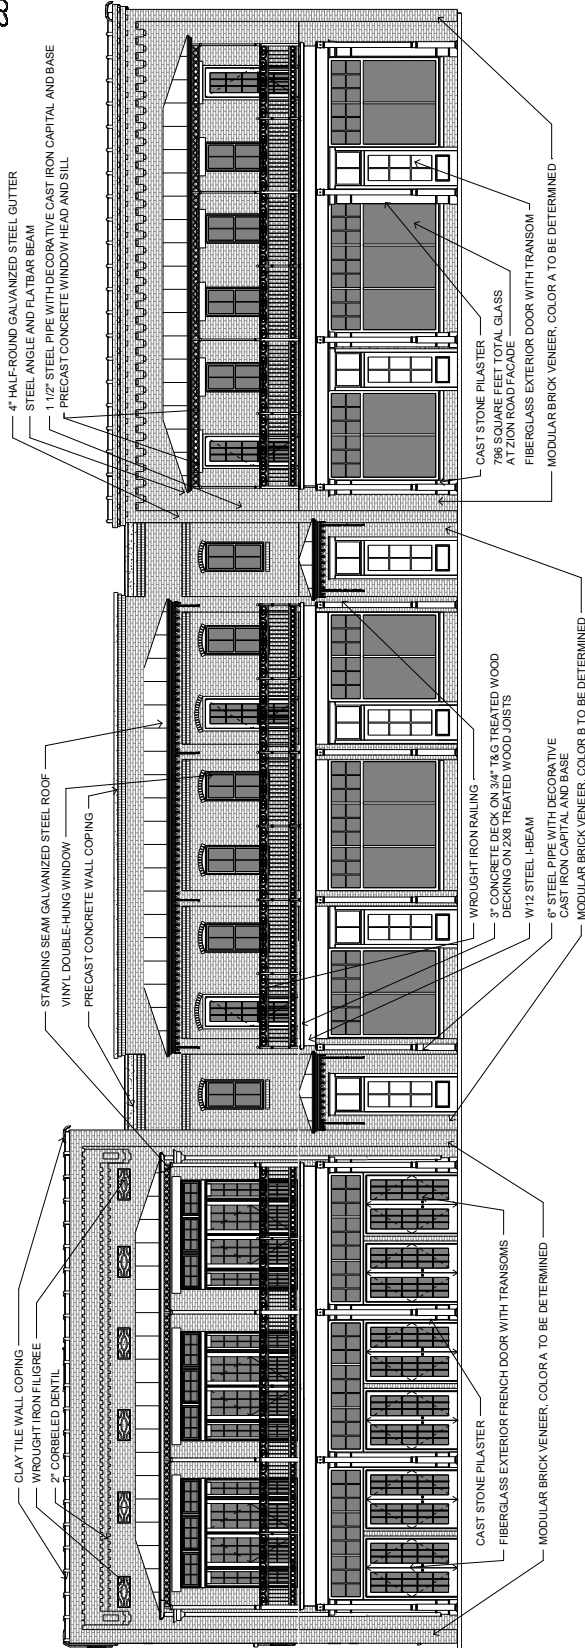 CLAY TILE WALL COPING
WROUGHT IRON FILIGREE
2" CORBELED DENTIL
STANDING SEAM GALVANIZED STEEL ROOF
VINYL DOUBLE-HUNG WINDOW
PRECAST CONCRETE WALL COPING
4" HALF-ROUND GALVANIZED STEEL GUTTER
STEEL ANGLE AND FLATBAR BEAM
1 1/2" STEEL PIPE WITH DECORATIVE CAST IRON CAPITAL AND BASE
PRECAST CONCRETE WINDOW HEAD AND SILL
CAST STONE PILASTER
FIBERGLASS EXTERIOR FRENCH DOOR WITH TRANSOMS
MODULAR BRICK VENEER, COLOR A TO BE DETERMINED
WROUGHT IRON RAILING
3" CONCRETE DECK ON 3/4" T&G TREATED WOOD
DECKING ON 2X8 TREATED WOOD JOISTS
W12 STEEL I-BEAM
6" STEEL PIPE WITH DECORATIVE
CAST IRON CAPITAL AND BASE
MODULAR BRICK VENEER, COLOR B TO BE DETERMINED
CAST STONE PILASTER
796 SQUARE FEET TOTAL GLASS
AT ZION ROAD FACADE
FIBERGLASS EXTERIOR DOOR WITH TRANSOM
MODULAR BRICK VENEER, COLOR A TO BE DETERMINED